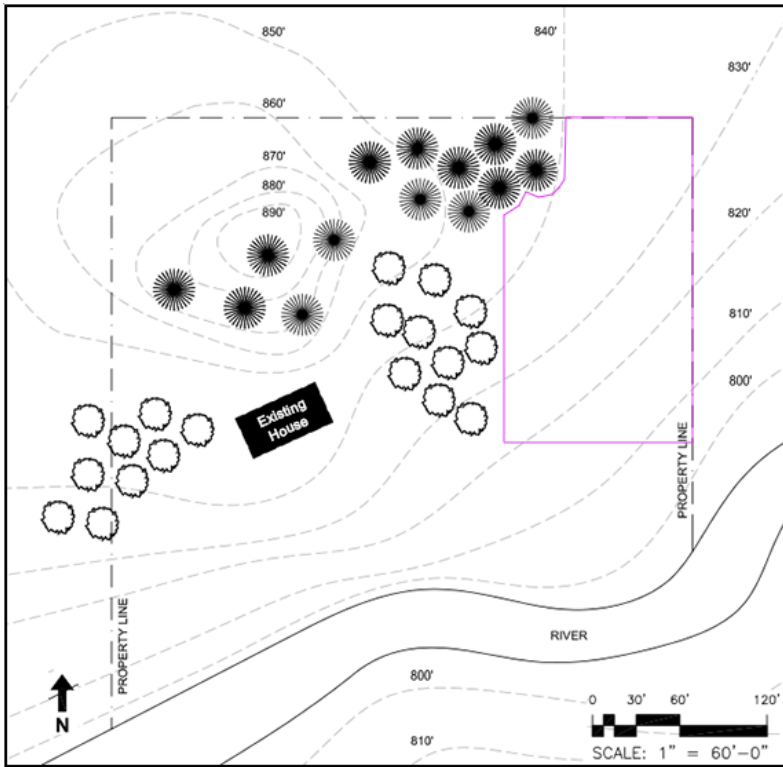 850'
840'
830'
860'
870'
880'
890'
820'
810'
800'
Existing
House
PROPERTY LINE
PROPERTY LINE
RIVER
800'
810'
N
0 30' 60' 120'
SCALE: 1" = 60'-0"